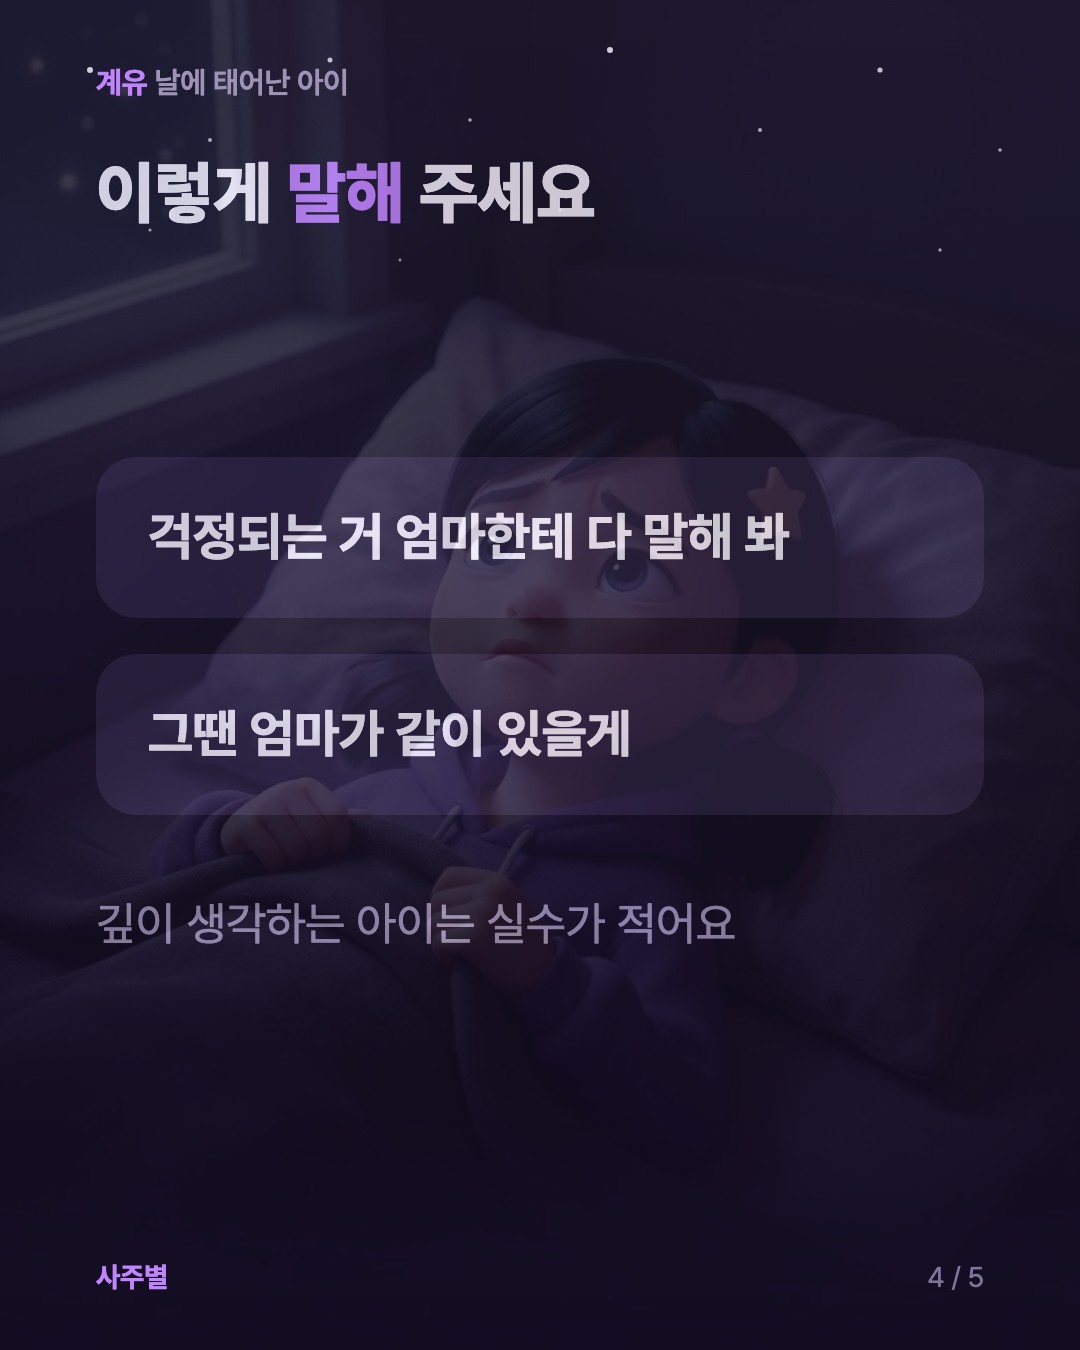 계유 날에 태어난 아이
이렇게 말해 주세요
걱정되는 거 엄마한테 다 말해 봐
그땐 엄마가 같이 있을게
깊이 생각하는 아이는 실수가 적어요
사주별
4 / 5